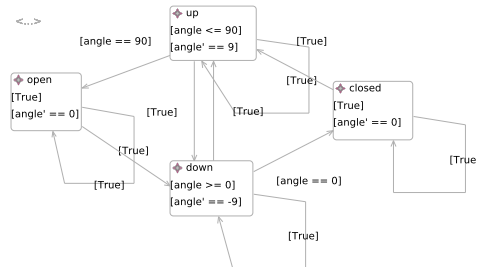 <...>
up
[angle <= 90]
[angle' == 9]
[angle == 90]
[True]
[True]
open
[True]
[angle' == 0]
closed
[True]
[angle' == 0]
[True]
[True]
[True]
[True
[True]
down
[angle >= 0]
[angle' == -9]
[angle == 0]
[True]